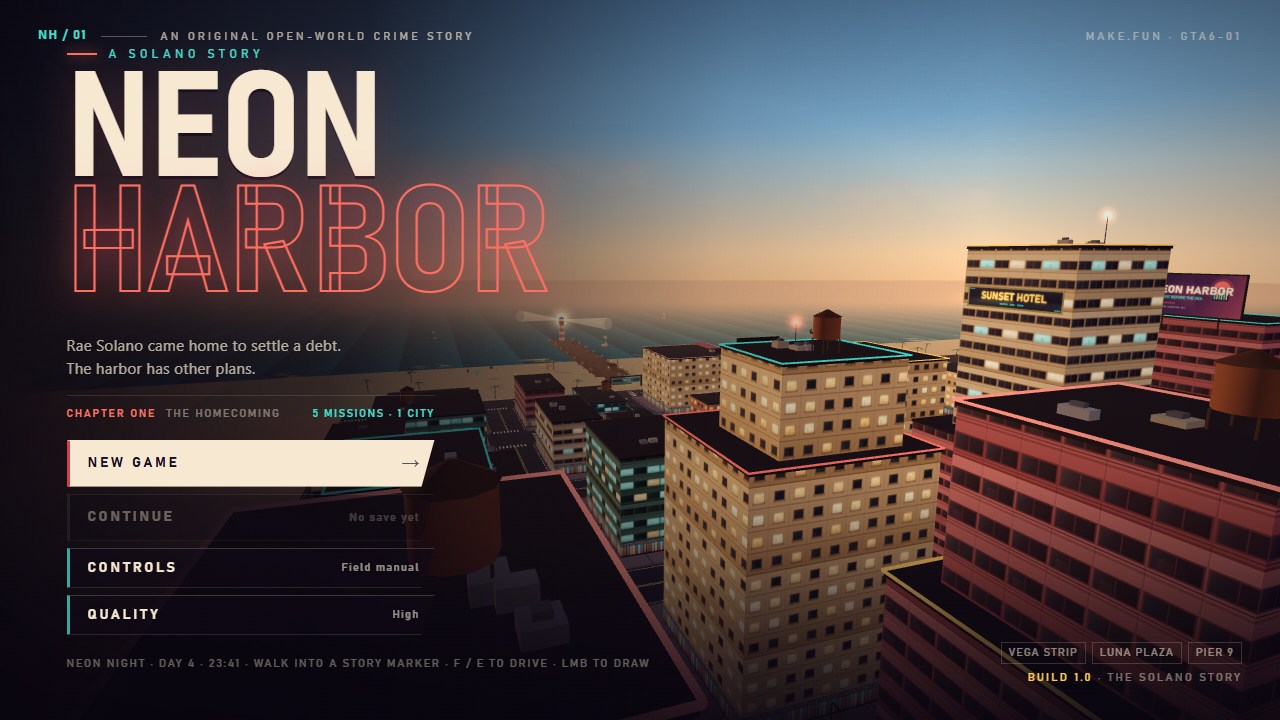 NH / 01 AN ORIGINAL OPEN-WORLD CRIME STORY
MAKE.FUN · GTA6-01
A SOLANO STORY
NEON
HARBOR
SUNSET HOTEL
EON HARBOR
Rae Solano came home to settle a debt.
The harbor has other plans.
CHAPTER ONE THE HOMECOMING 5 MISSIONS · 1 CITY
NEW GAME →
CONTINUE No save yet
CONTROLS Field manual
QUALITY High
NEON NIGHT · DAY 4 · 23:41 · WALK INTO A STORY MARKER · F / E TO DRIVE · LMB TO DRAW
VEGA STRIP LUNA PLAZA PIER 9
BUILD 1.0 · THE SOLANO STORY